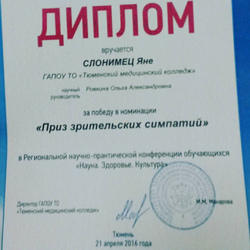 ДИПЛОМ
вручается
СЛОНИМЕЦ Яне
ГАПОУ ТО «Тюменский медицинский колледж»
научный руководитель Ромкина Ольга Александровна
за победу в номинации
«Приз зрительских симпатий»
в Региональной научно-практической конференции обучающихся
«Наука. Здоровье. Культура»
Директор ГАПОУ ТО
«Тюменский медицинский колледж»
И.Н. Макарова
Тюмень
21 апреля 2016 года